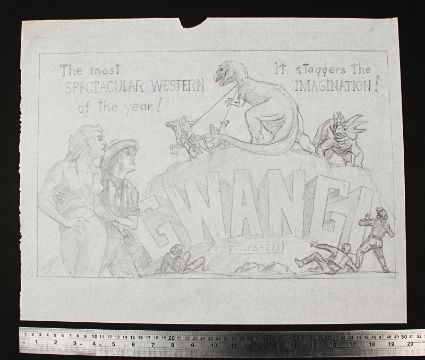 The most
SPECTACULAR WESTERN
of the year!
it staggers the
IMAGINATION!
GWANGI